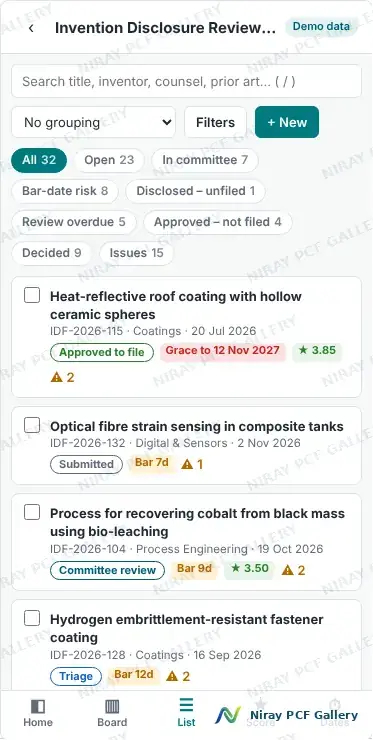 ‹ Invention Disclosure Review... Demo data
Search title, inventor, counsel, prior art... ( / )
No grouping Filters + New
All 32 Open 23 In committee 7
Bar-date risk 8 Disclosed – unfiled 1
Review overdue 5 Approved – not filed 4
Decided 9 Issues 15
Heat-reflective roof coating with hollow
ceramic spheres
IDF-2026-115 · Coatings · 20 Jul 2026
Approved to file Grace to 12 Nov 2027 ★ 3.85
⚠ 2
Optical fibre strain sensing in composite tanks
IDF-2026-132 · Digital & Sensors · 2 Nov 2026
Submitted Bar 7d ⚠ 1
Process for recovering cobalt from black mass
using bio-leaching
IDF-2026-104 · Process Engineering · 19 Oct 2026
Committee review Bar 9d ★ 3.50 ⚠ 2
Hydrogen embrittlement-resistant fastener
coating
IDF-2026-128 · Coatings · 16 Sep 2026
Triage Bar 12d ⚠ 2
Home Board List Score Dates
Niray PCF Gallery
NIRAY PCF GALLERY